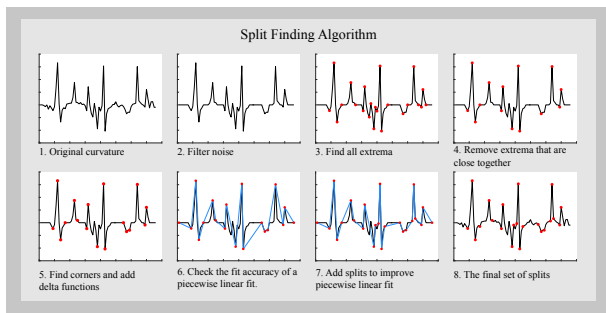 Split Finding Algorithm
1. Original curvature
2. Filter noise
3. Find all extrema
4. Remove extrema that are
close together
5. Find corners and add
delta functions
6. Check the fit accuracy of a
piecewise linear fit.
7. Add splits to improve
piecewise linear fit
8. The final set of splits